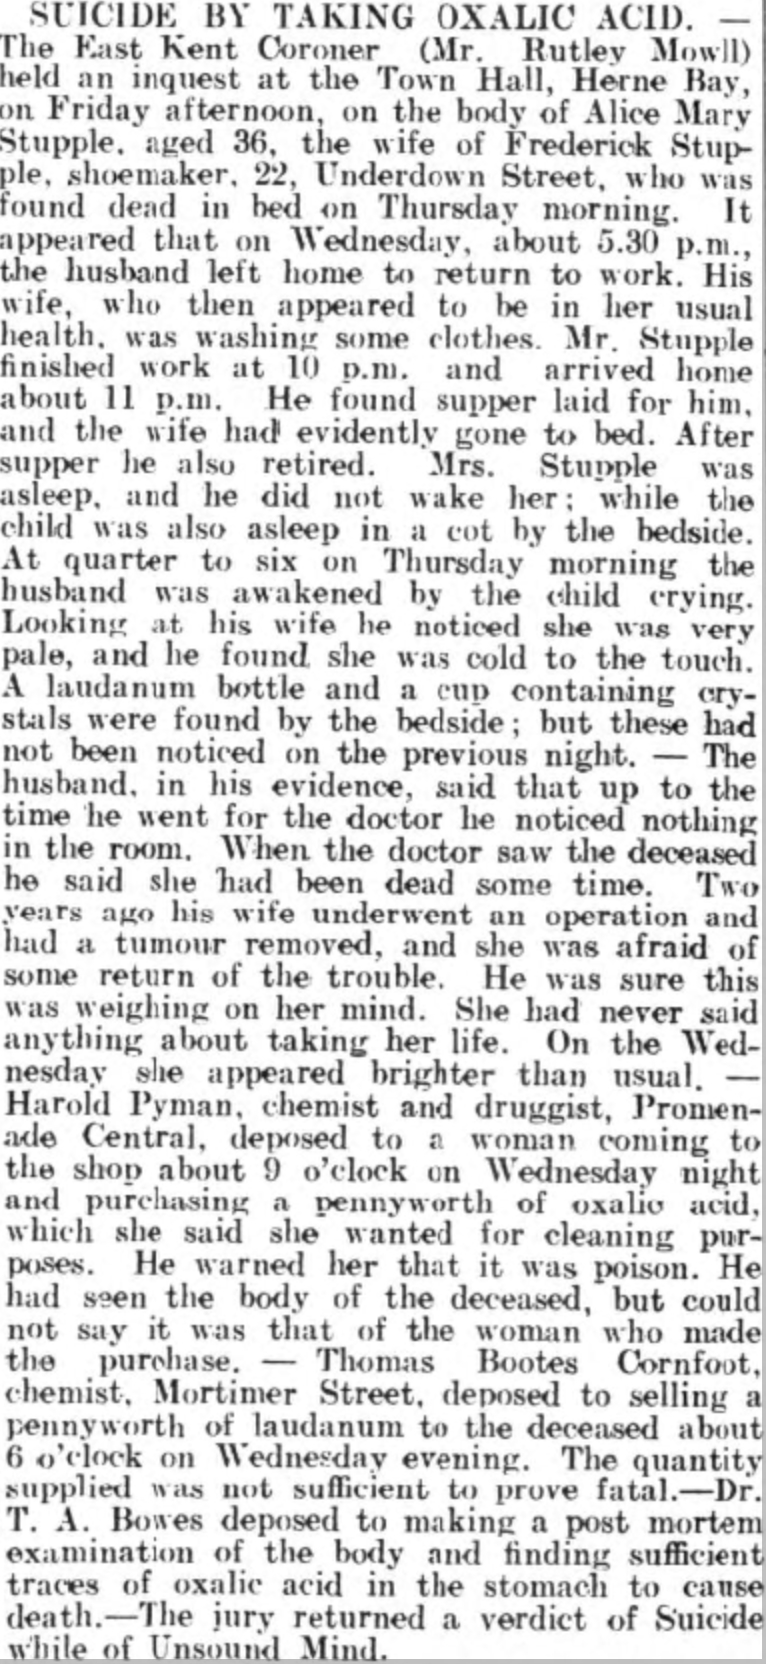 SUICIDE BY TAKING OXALIC ACID. —
The East Kent Coroner (Mr. Rutley Mowll)
held an inquest at the Town Hall, Herne Bay,
on Friday afternoon, on the body of Alice Mary
Stupple, aged 36, the wife of Frederick Stup-
ple, shoemaker, 22, Underdown Street, who was
found dead in bed on Thursday morning. It
appeared that on Wednesday, about 5.30 p.m.,
the husband left home to return to work. His
wife, who then appeared to be in her usual
health, was washing some clothes. Mr. Stupple
finished work at 10 p.m. and arrived home
about 11 p.m. He found supper laid for him,
and the wife had evidently gone to bed. After
supper he also retired. Mrs. Stupple was
asleep, and he did not wake her; while the
child was also asleep in a cot by the bedside.
At quarter to six on Thursday morning the
husband was awakened by the child crying.
Looking at his wife he noticed she was very
pale, and he found she was cold to the touch.
A laudanum bottle and a cup containing cry-
stals were found by the bedside; but these had
not been noticed on the previous night. — The
husband, in his evidence, said that up to the
time he went for the doctor he noticed nothing
in the room. When the doctor saw the deceased
he said she had been dead some time. Two
years ago his wife underwent an operation and
had a tumour removed, and she was afraid of
some return of the trouble. He was sure this
was weighing on her mind. She had never said
anything about taking her life. On the Wed-
nesday she appeared brighter than usual. —
Harold Pyman, chemist and druggist, Promen-
ade Central, deposed to a woman coming to
the shop about 9 o'clock on Wednesday night
and purchasing a pennyworth of oxalic acid,
which she said she wanted for cleaning pur-
poses. He warned her that it was poison. He
had seen the body of the deceased, but could
not say it was that of the woman who made
the purchase. — Thomas Bootes Cornfoot,
chemist, Mortimer Street, deposed to selling a
pennyworth of laudanum to the deceased about
6 o'clock on Wednesday evening. The quantity
supplied was not sufficient to prove fatal.—Dr.
T. A. Bowes deposed to making a post mortem
examination of the body and finding sufficient
traces of oxalic acid in the stomach to cause
death.—The jury returned a verdict of Suicide
while of Unsound Mind.